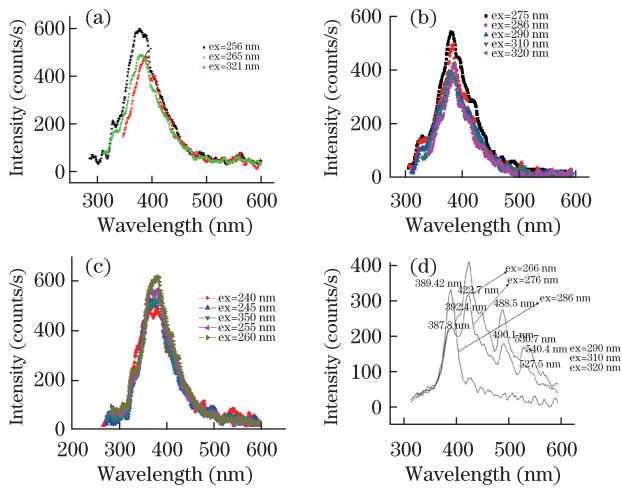 (a)
ex=256 nm
ex=265 nm
ex=321 nm
600
400
200
0
300 400 500 600
Wavelength (nm)
Intensity (counts/s)
(b)
ex=275 nm
ex=286 nm
ex=290 nm
ex=310 nm
ex=320 nm
600
400
200
0
300 400 500 600
Wavelength (nm)
Intensity (counts/s)
(c)
ex=240 nm
ex=245 nm
ex=350 nm
ex=255 nm
ex=260 nm
600
400
200
0
200 300 400 500 600
Wavelength (nm)
Intensity (counts/s)
(d)
ex=266 nm
ex=276 nm
ex=286 nm
389.42 nm
422.7 nm
392.4 nm
488.5 nm
387.8 nm
490.1 nm
530.7 nm
540.4 nm
527.5 nm
ex=290 nm
ex=310 nm
ex=320 nm
400
300
200
100
0
300 400 500 600
Wavelength (nm)
Intensity (counts/s)